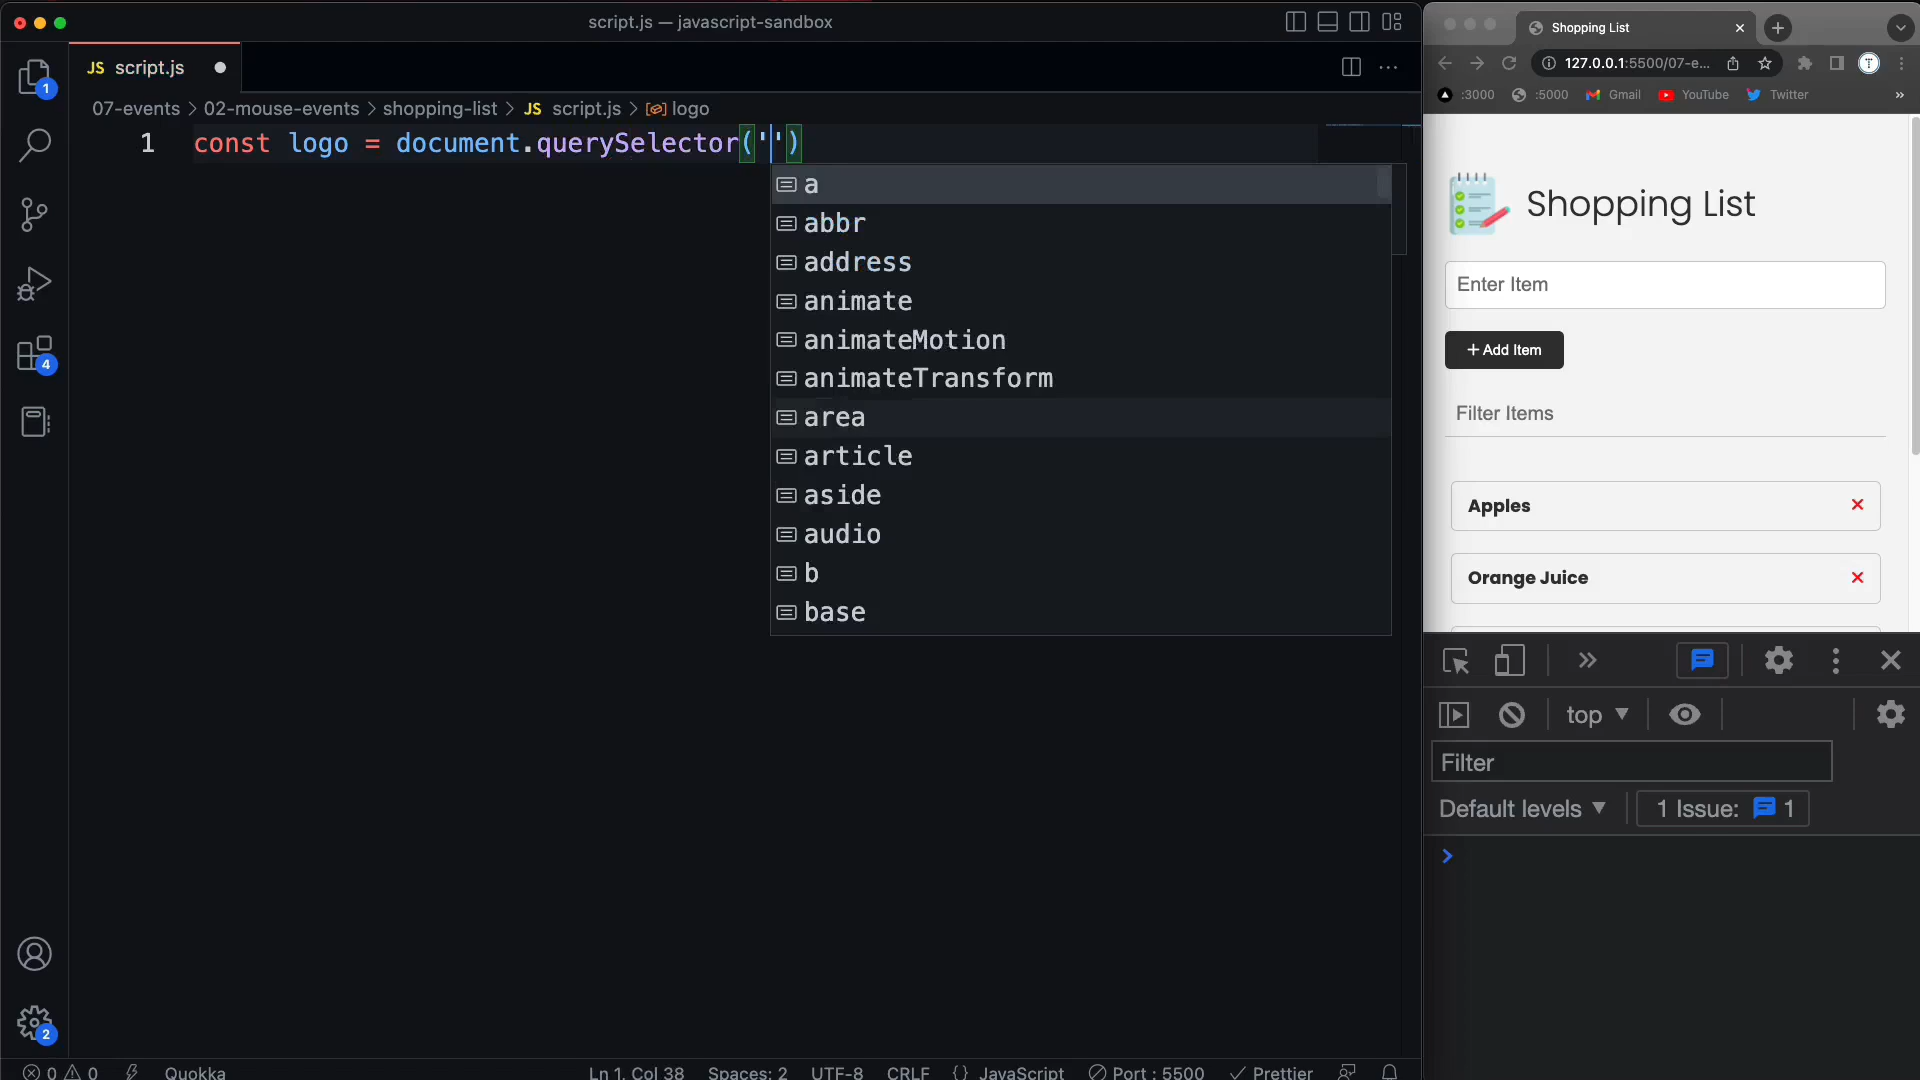 script.js — javascript-sandbox
JS script.js
07-events > 02-mouse-events > shopping-list > JS script.js > logo
1 const logo = document.querySelector('')
a
abbr
address
animate
animateMotion
animateTransform
area
article
aside
audio
b
base
1
4
2
0 0 Quokka Ln 1, Col 38 Spaces: 2 UTF-8 CRLF {} JavaScript Port : 5500 Prettier
Shopping List
127.0.0.1:5500/07-e...
T
:3000 :5000 Gmail YouTube Twitter »
Shopping List
Enter Item
+ Add Item
Filter Items
Apples
Orange Juice
top
Filter
Default levels 1 Issue: 1